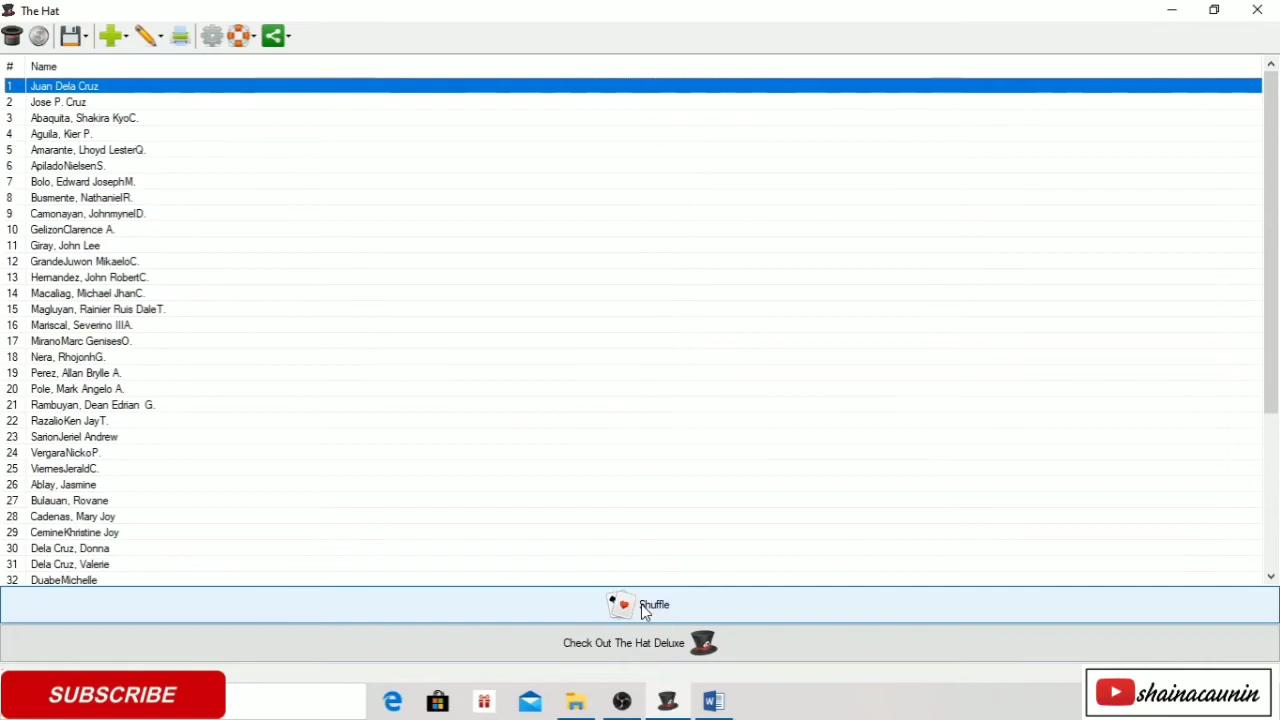 The Hat
# Name
1 Juan Dela Cruz
2 Jose P. Cruz
3 Abaquita, Shakira KyoC.
4 Aguila, Kier P.
5 Amarante, Lhoyd LesterQ.
6 ApiladoNielsenS.
7 Bolo, Edward JosephM.
8 Busmente, NathanielR.
9 Camonayan, JohnmynelD.
10 GelizonClarence A.
11 Giray, John Lee
12 GrandeJuwon MikaeloC.
13 Hernandez, John RobertC.
14 Macaliag, Michael JhanC.
15 Magluyan, Rainier Ruis DaleT.
16 Mariscal, Severino IIIA.
17 MiranoMarc GenisesO.
18 Nera, RhojonhG.
19 Perez, Allan Brylle A.
20 Pole, Mark Angelo A.
21 Rambuyan, Dean Edrian G.
22 RazalioKen JayT.
23 SarionJeriel Andrew
24 VergaraNickoP.
25 ViernesJeraldC.
26 Ablay, Jasmine
27 Bulauan, Rovane
28 Cadenas, Mary Joy
29 CemineKhristine Joy
30 Dela Cruz, Donna
31 Dela Cruz, Valerie
32 DuabeMichelle
Shuffle
Check Out The Hat Deluxe
SUBSCRIBE
shainacaunin